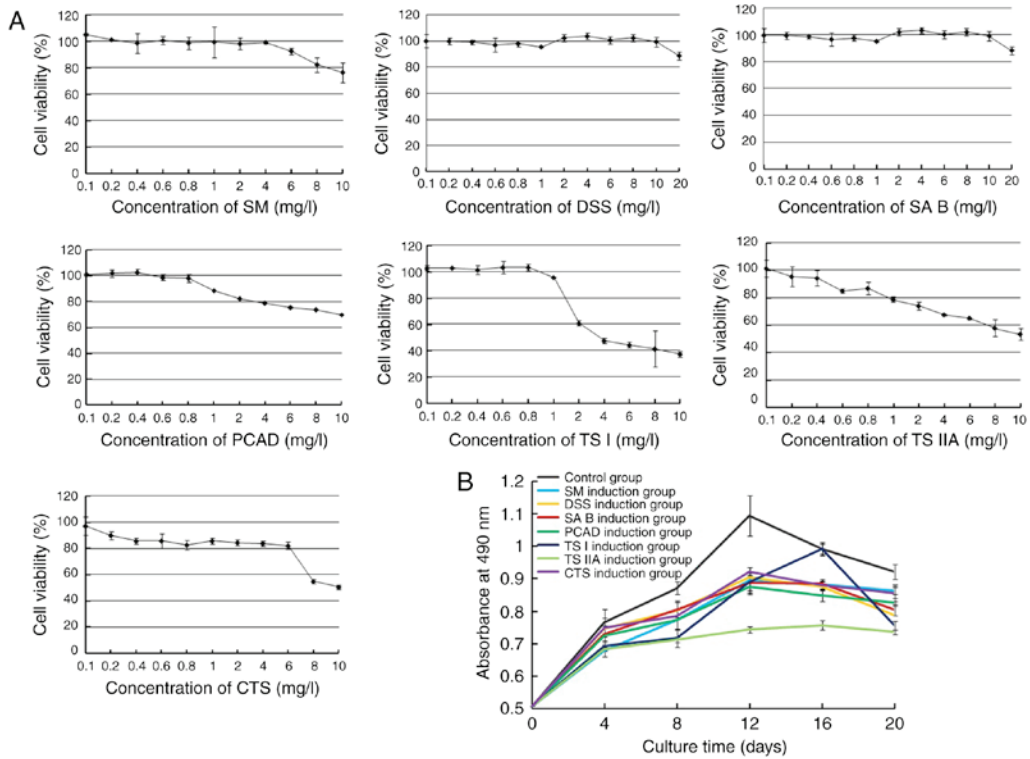 A
Cell viability (%)
120
100
80
60
40
20
0
0.1 0.2 0.4 0.6 0.8 1 2 4 6 8 10
Concentration of SM (mg/l)
Cell viability (%)
120
100
80
60
40
20
0
0.1 0.2 0.4 0.6 0.8 1 2 4 6 8 10 20
Concentration of DSS (mg/l)
Cell viability (%)
120
100
80
60
40
20
0
0.1 0.2 0.4 0.6 0.8 1 2 4 6 8 10 20
Concentration of SA B (mg/l)
Cell viability (%)
120
100
80
60
40
20
0
0.1 0.2 0.4 0.6 0.8 1 2 4 6 8 10
Concentration of PCAD (mg/l)
Cell viability (%)
120
100
80
60
40
20
0
0.1 0.2 0.4 0.6 0.8 1 2 4 6 8 10
Concentration of TS I (mg/l)
Cell viability (%)
120
100
80
60
40
20
0
0.1 0.2 0.4 0.6 0.8 1 2 4 6 8 10
Concentration of TS IIA (mg/l)
Cell viability (%)
120
100
80
60
40
20
0
0.1 0.2 0.4 0.6 0.8 1 2 4 6 8 10
Concentration of CTS (mg/l)
B
Absorbance at 490 nm
1.2
1.1
1
0.9
0.8
0.7
0.6
0.5
Control group
SM induction group
DSS induction group
SA B induction group
PCAD induction group
TS I induction group
TS IIA induction group
CTS induction group
0 4 8 12 16 20
Culture time (days)